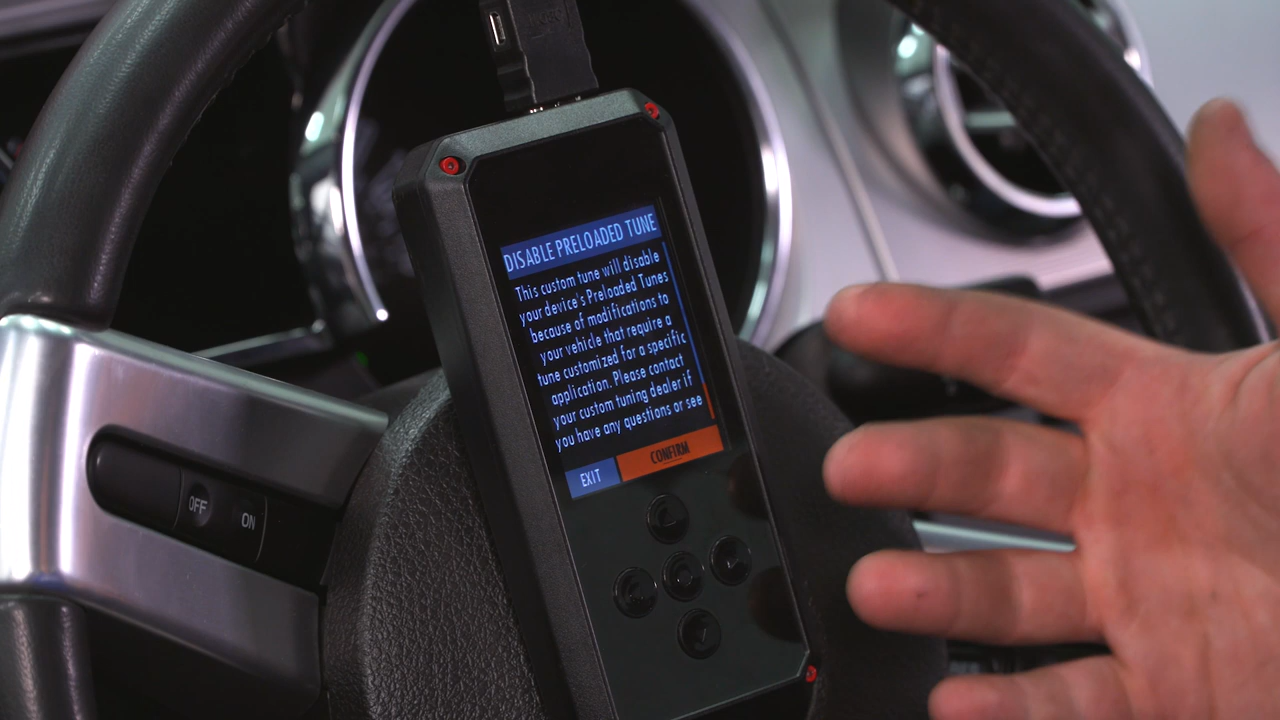 DISABLE PRELOADED TUNE
This custom tune will disable
your device's Preloaded Tunes
because of modifications to
your vehicle that require a
tune customized for a specific
application. Please contact
your custom tuning dealer if
you have any questions or see
EXIT CONFIRM
OFF ON